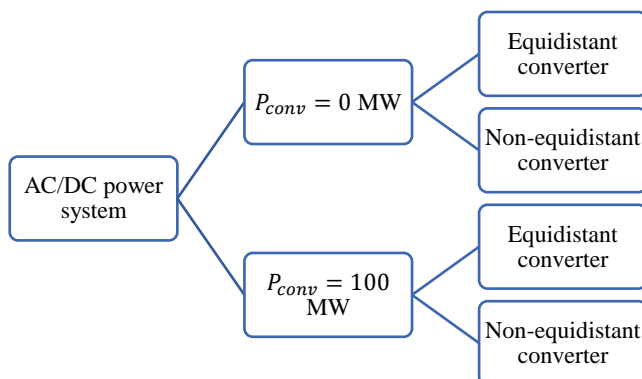 Equidistant
converter
P_conv = 0 MW
Non-equidistant
converter
AC/DC power
system
Equidistant
converter
P_conv = 100
MW
Non-equidistant
converter